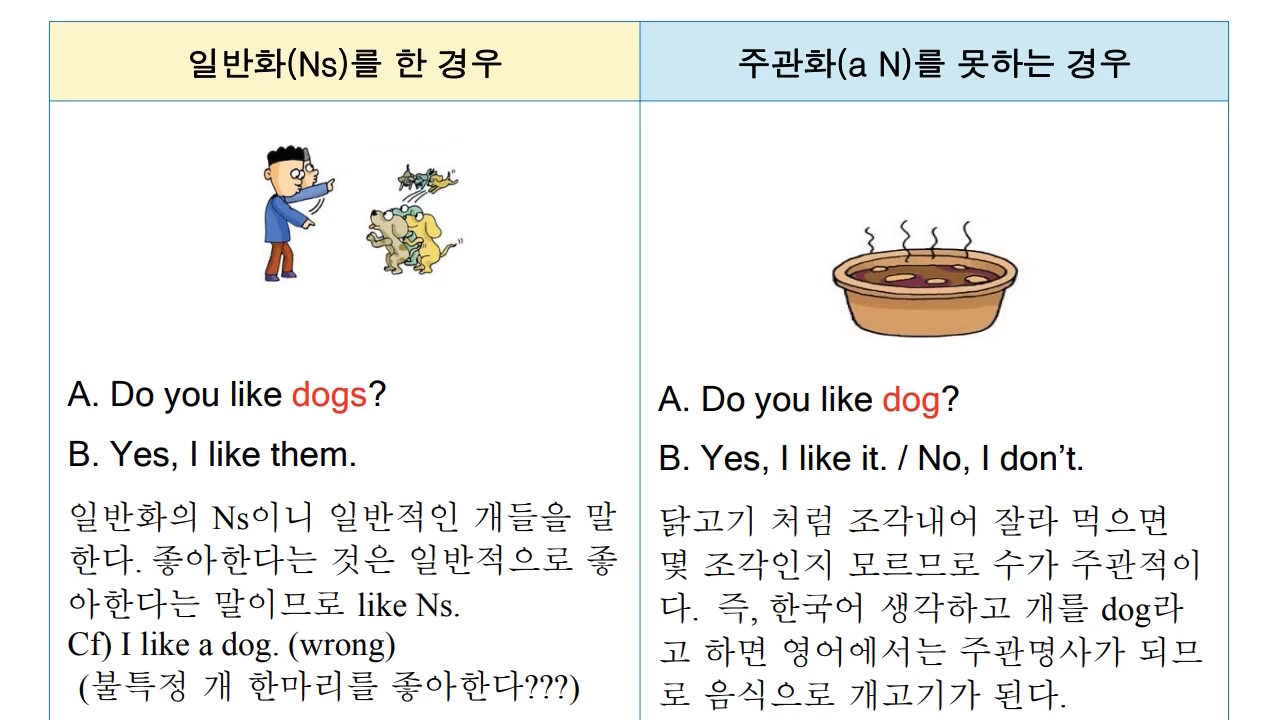 일반화(Ns)를 한 경우
A. Do you like dogs?
B. Yes, I like them.
일반화의 Ns이니 일반적인 개들을 말
한다. 좋아한다는 것은 일반적으로 좋
아한다는 말이므로 like Ns.
Cf) I like a dog. (wrong)
(불특정 개 한마리를 좋아한다???)
주관화(a N)를 못하는 경우
A. Do you like dog?
B. Yes, I like it. / No, I don’t.
닭고기 처럼 조각내어 잘라 먹으면
몇 조각인지 모르므로 수가 주관적이
다. 즉, 한국어 생각하고 개를 dog라
고 하면 영어에서는 주관명사가 되므
로 음식으로 개고기가 된다.